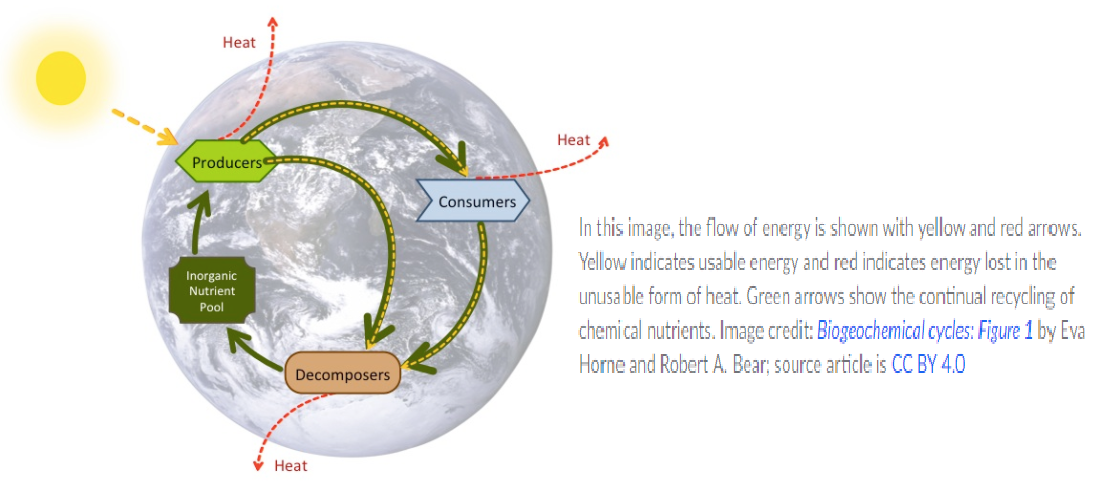 Heat
Heat
Producers
Consumers
Inorganic
Nutrient
Pool
Decomposers
Heat
In this image, the flow of energy is shown with yellow and red arrows.
Yellow indicates usable energy and red indicates energy lost in the
unusable form of heat. Green arrows show the continual recycling of
chemical nutrients. Image credit: Biogeochemical cycles: Figure 1 by Eva
Horne and Robert A. Bear; source article is CC BY 4.0